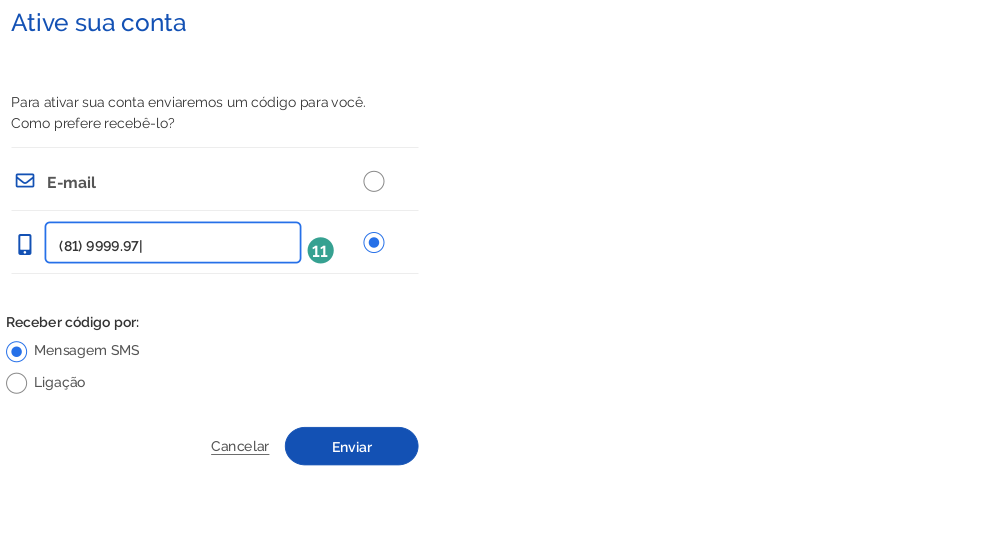 Ative sua conta
Para ativar sua conta enviaremos um código para você.
Como prefere recebê-lo?
E-mail
(81) 9999.97|
11
Receber código por:
Mensagem SMS
Ligação
Cancelar
Enviar